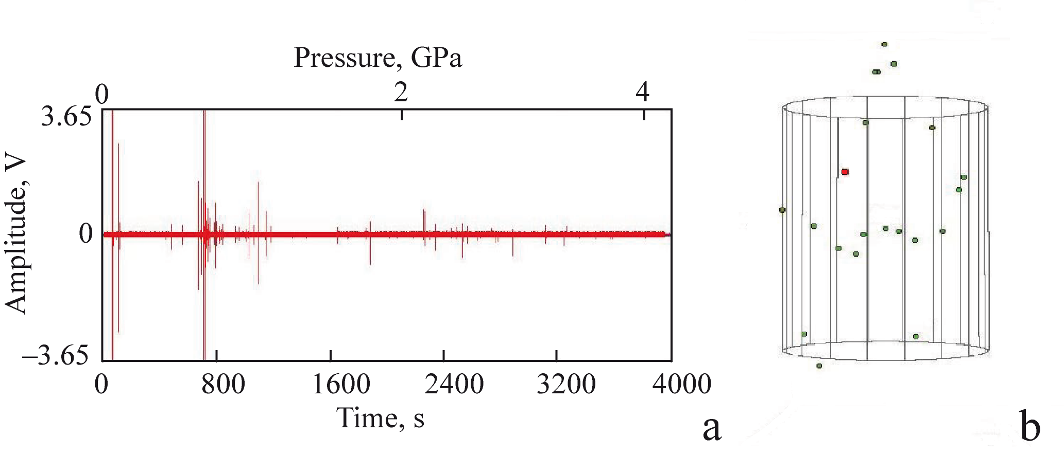 Pressure, GPa
0 2 4
3.65
0
−3.65
Amplitude, V
0 800 1600 2400 3200 4000
Time, s
a
b